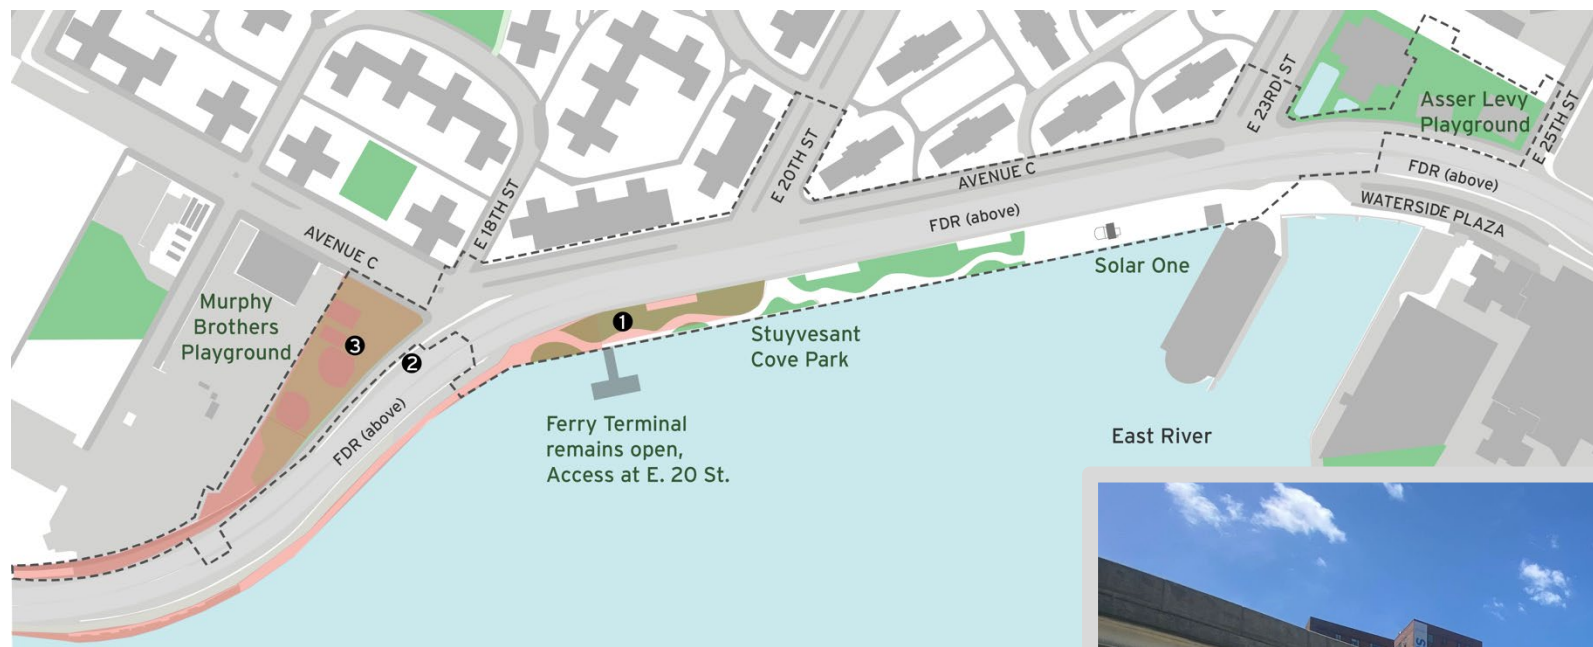 E 23RD ST
Asser Levy
Playground
E 25TH ST
E 20TH ST
AVENUE C
FDR (above)
FDR (above)
WATERSIDE PLAZA
E 18TH ST
AVENUE C
Solar One
Murphy
Brothers
Playground
3
2
1
FDR (above)
Stuyvesant
Cove Park
Ferry Terminal
remains open,
Access at E. 20 St.
East River